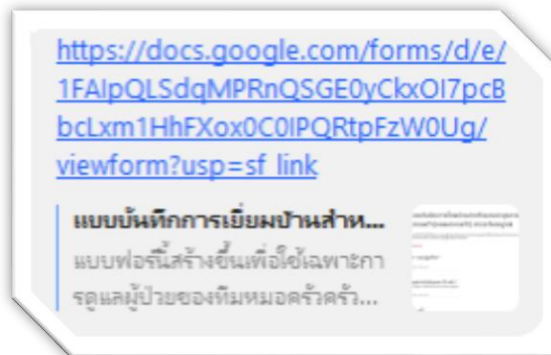 https://docs.google.com/forms/d/e/
1FAIpQLSdqMPRnQSGE0yCkxOI7pcB
bcLxm1HhFXox0C0IPQRtpFzW0Ug/
viewform?usp=sf_link
แบบบันทึกการเยี่ยมบ้านสำห...
แบบฟอร์นี้สร้างขึ้นเพื่อใช้เฉพาะกา
รดูแลผู้ป่วยของทีมหมอครัวครัว...